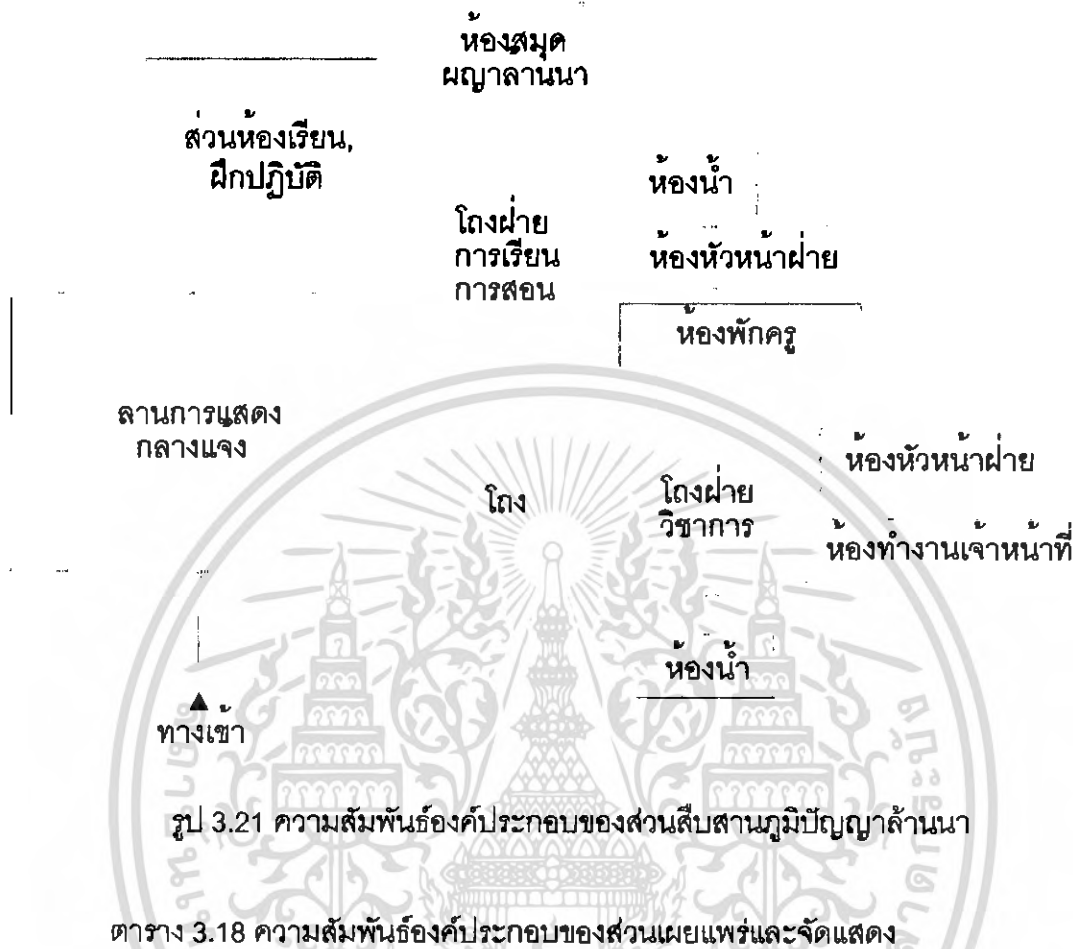 ห้องสมุด
ผญาลานนา
ส่วนห้องเรียน,
ฝึกปฏิบัติ
ห้องน้ำ
โถงฝ่าย
การเรียน
การสอน
ห้องหัวหน้าฝ่าย
ห้องพักครู
ลานการแสดง
กลางแจง
ห้องหัวหน้าฝ่าย
โถง
โถงฝ่าย
วิชาการ
ห้องทำงานเจ้าหน้าที่
ห้องน้ำ
ทางเข้า
รูป 3.21 ความสัมพันธ์องค์ประกอบของส่วนสืบสานภูมิปัญญาล้านนา
ตาราง 3.18 ความสัมพันธ์องค์ประกอบของส่วนเผยแพร่และจัดแสดง